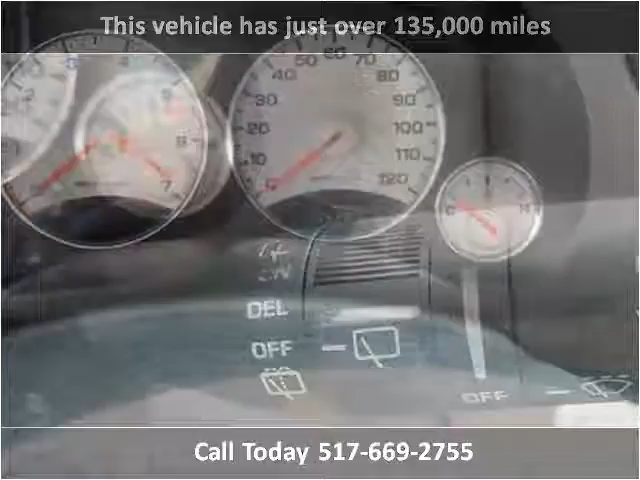 This vehicle has just over 135,000 miles
50 60 70
40 80
30 90
20 100
10 110
0 120
7
DEL
OFF
OFF
Call Today 517-669-2755